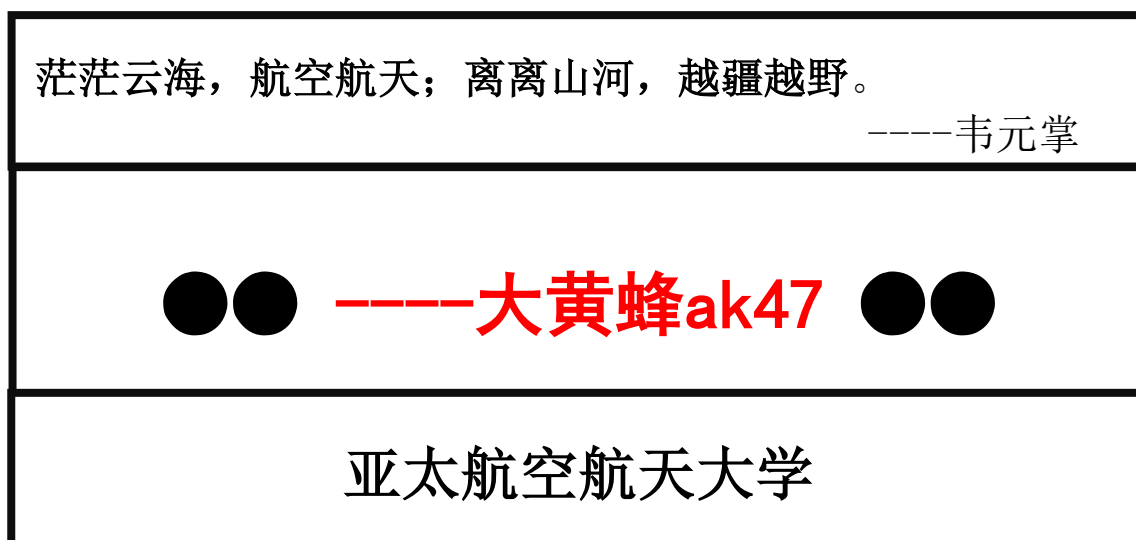 茫茫云海，航空航天；离离山河，越疆越野。
----韦元掌
●● ----大黄蜂ak47 ●●
亚太航空航天大学